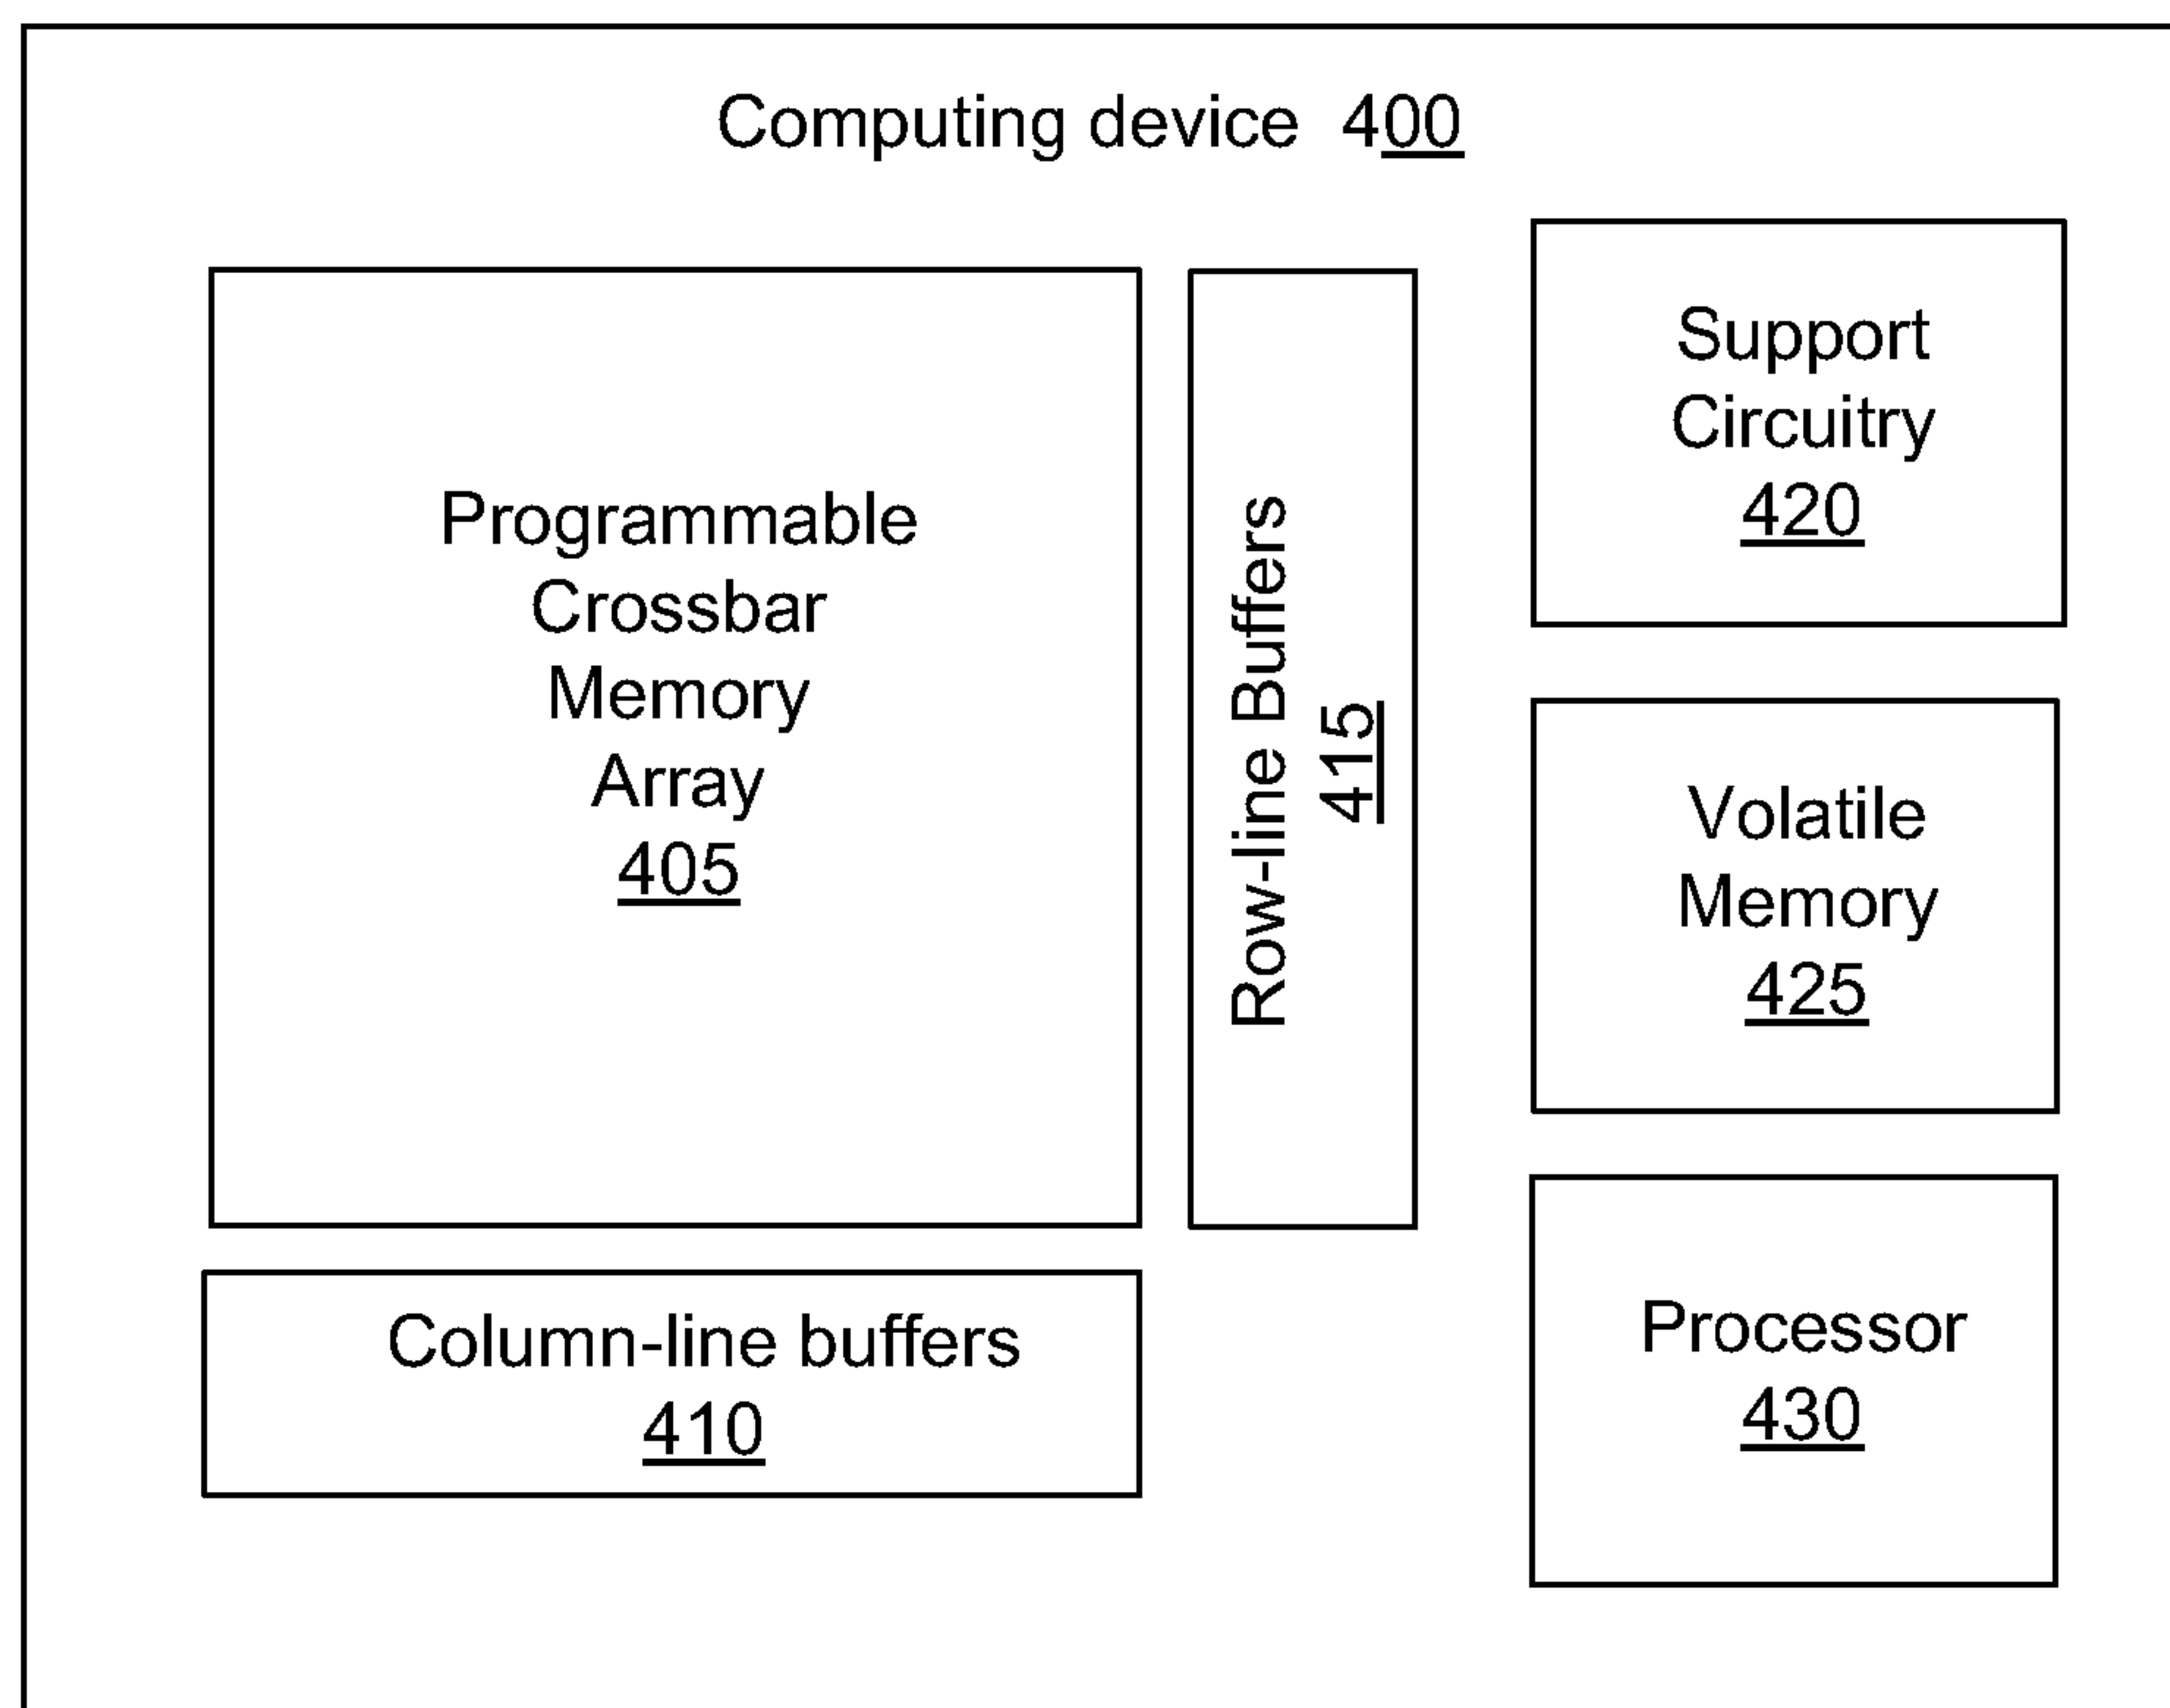 Computing device 400
Programmable
Crossbar
Memory
Array
405
Row-line Buffers
415
Support
Circuitry
420
Volatile
Memory
425
Column-line buffers
410
Processor
430